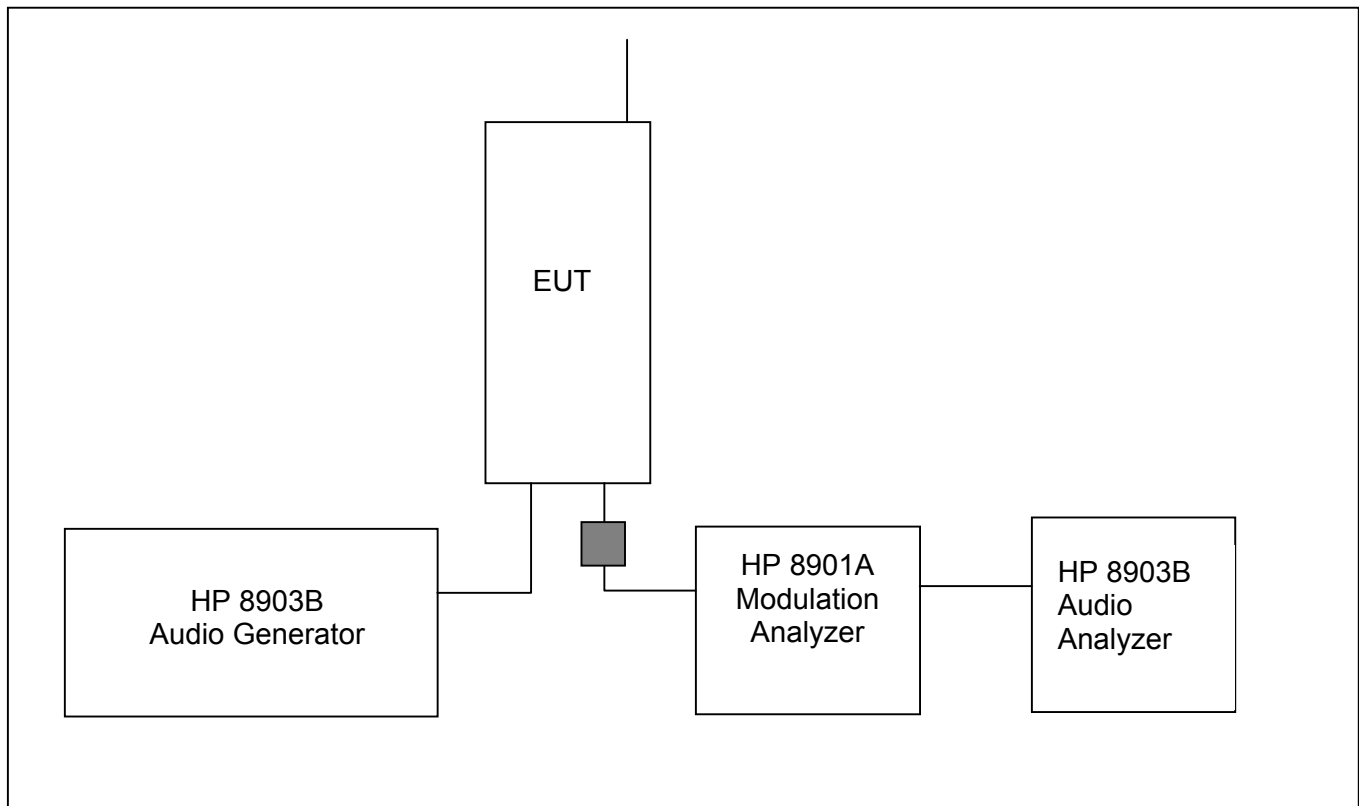 EUT
HP 8903B
Audio Generator
HP 8901A
Modulation
Analyzer
HP 8903B
Audio
Analyzer